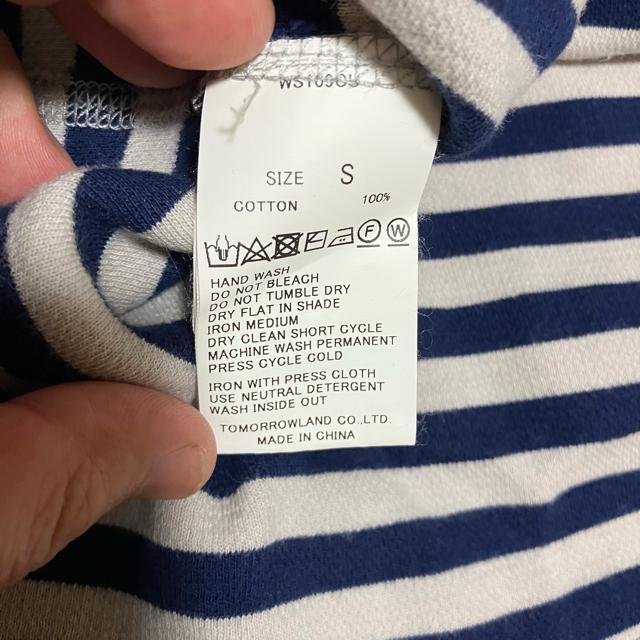 SIZE S
COTTON 100%
F W
HAND WASH
DO NOT BLEACH
DO NOT TUMBLE DRY
DRY FLAT IN SHADE
IRON MEDIUM
DRY CLEAN SHORT CYCLE
MACHINE WASH PERMANENT
PRESS CYCLE COLD
IRON WITH PRESS CLOTH
USE NEUTRAL DETERGENT
WASH INSIDE OUT
TOMORROWLAND CO.,LTD.
MADE IN CHINA